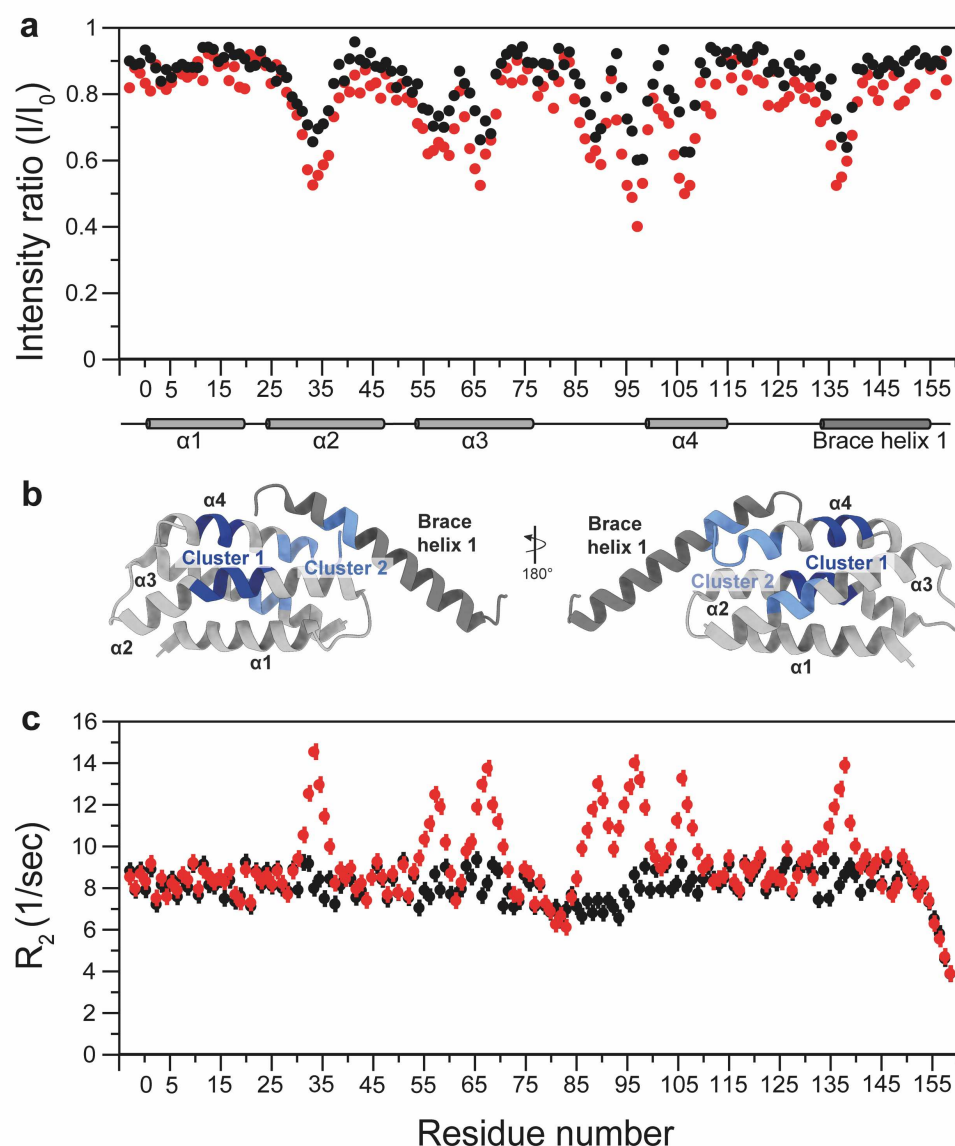 a
Intensity ratio (I/I₀)
1
0.8
0.6
0.4
0.2
0
0 5 15 25 35 45 55 65 75 85 95 105 115 125 135 145 155
α1 α2 α3 α4 Brace helix 1
b
α4
Brace
helix 1
Cluster 1
Cluster 2
α3
α2
α1
180°
Brace
helix 1
α4
Cluster 1
Cluster 2
α3
α2
α1
c
R₂ (1/sec)
16
14
12
10
8
6
4
2
0
0 5 15 25 35 45 55 65 75 85 95 105 115 125 135 145 155
Residue number